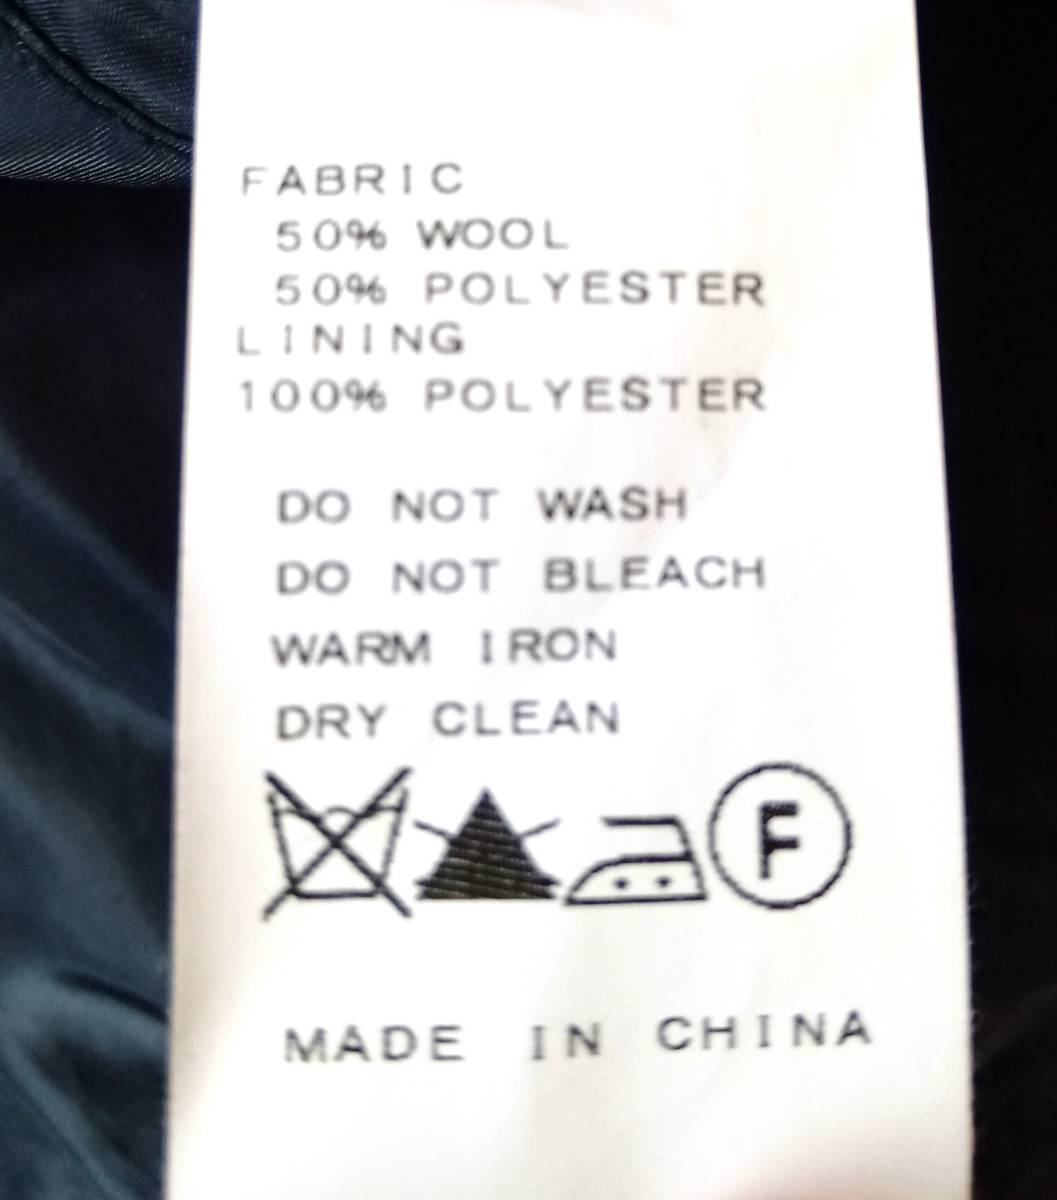 FABRIC
50% WOOL
50% POLYESTER
LINING
100% POLYESTER
DO NOT WASH
DO NOT BLEACH
WARM IRON
DRY CLEAN
F
MADE IN CHINA